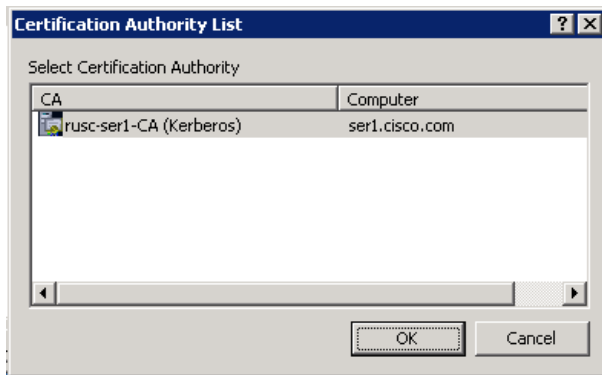 Certification Authority List
Select Certification Authority
CA Computer
rusc-ser1-CA (Kerberos) ser1.cisco.com
OK Cancel